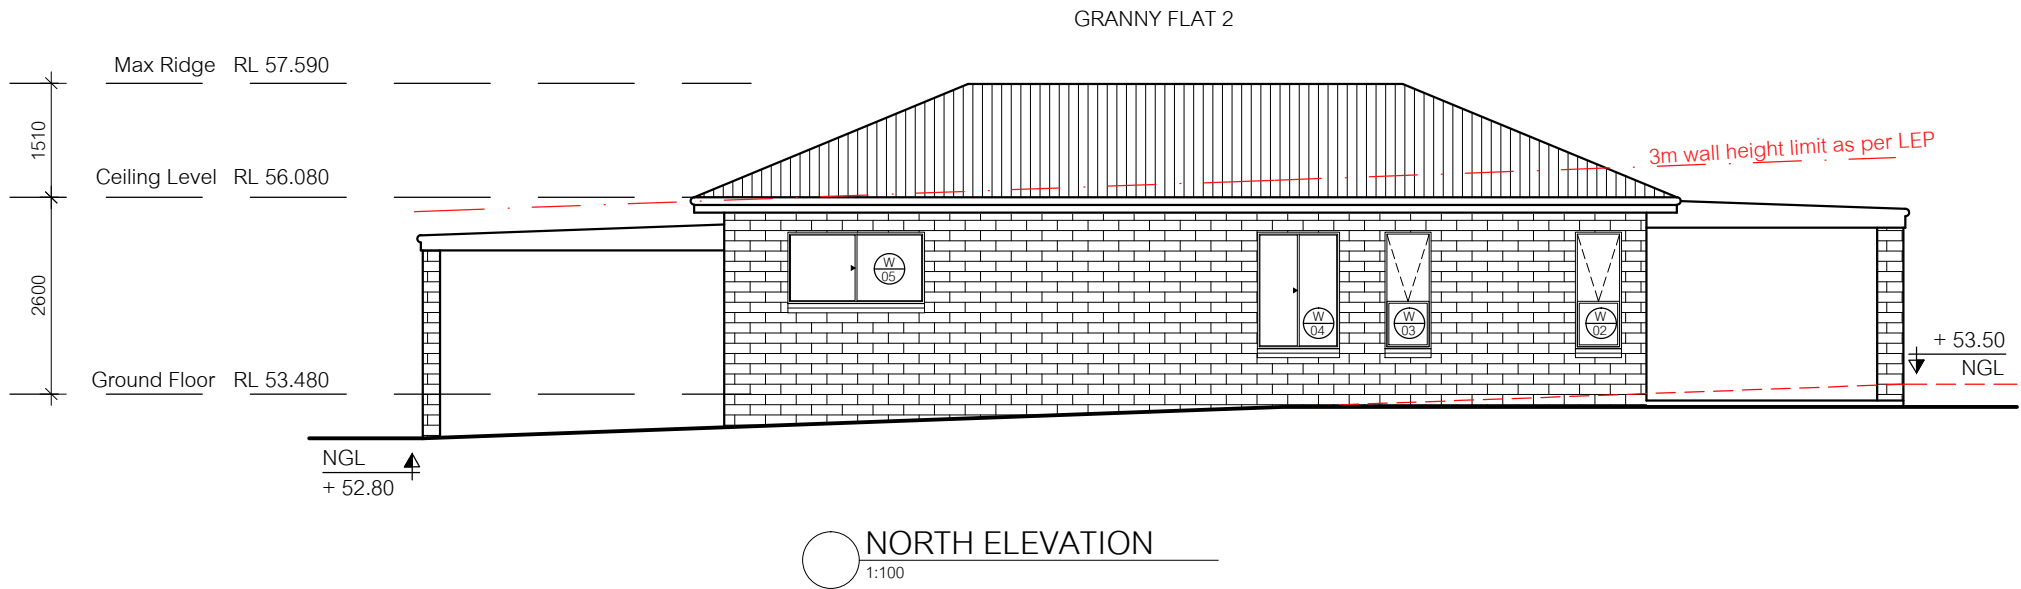 GRANNY FLAT 2
Max Ridge RL 57.590
1510
3m wall height limit as per LEP
Ceiling Level RL 56.080
2600
W
05
W
04
W
03
W
02
+ 53.50
NGL
Ground Floor RL 53.480
NGL
+ 52.80
NORTH ELEVATION
1:100